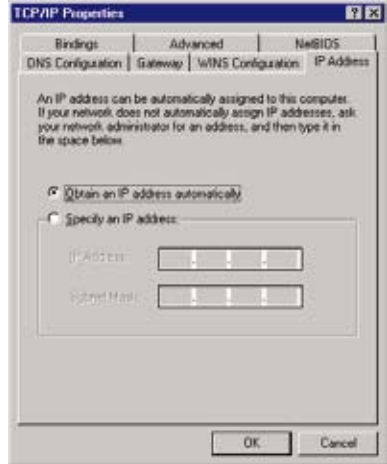 TCP/IP Properties
Bindings Advanced NetBIOS
DNS Configuration Gateway WINS Configuration IP Address
An IP address can be automatically assigned to this computer.
If your network does not automatically assign IP addresses, ask
your network administrator for an address, and then type it in
the space below.
Obtain an IP address automatically
Specify an IP address:
IP Address:
Subnet Mask:
OK Cancel